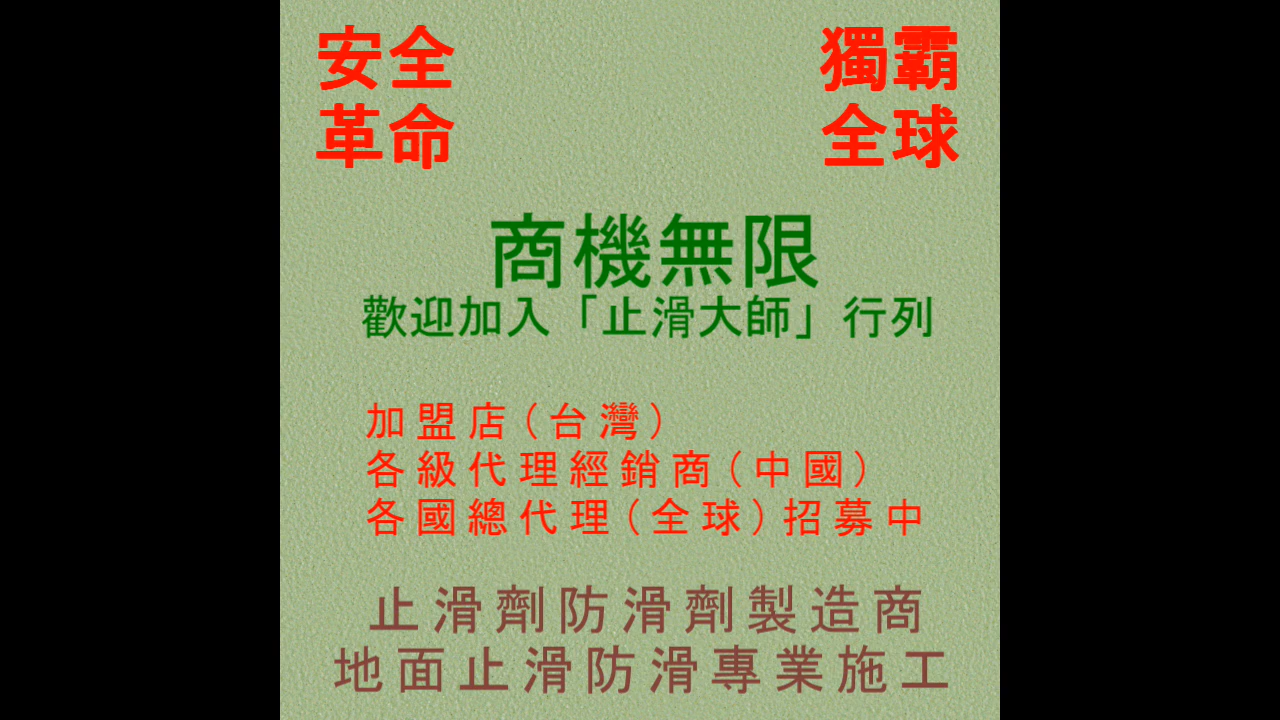 安全
革命
獨霸
全球
商機無限
歡迎加入「止滑大師」行列
加盟店(台灣)
各級代理經銷商(中國)
各國總代理(全球)招募中
止滑劑防滑劑製造商
地面止滑防滑專業施工